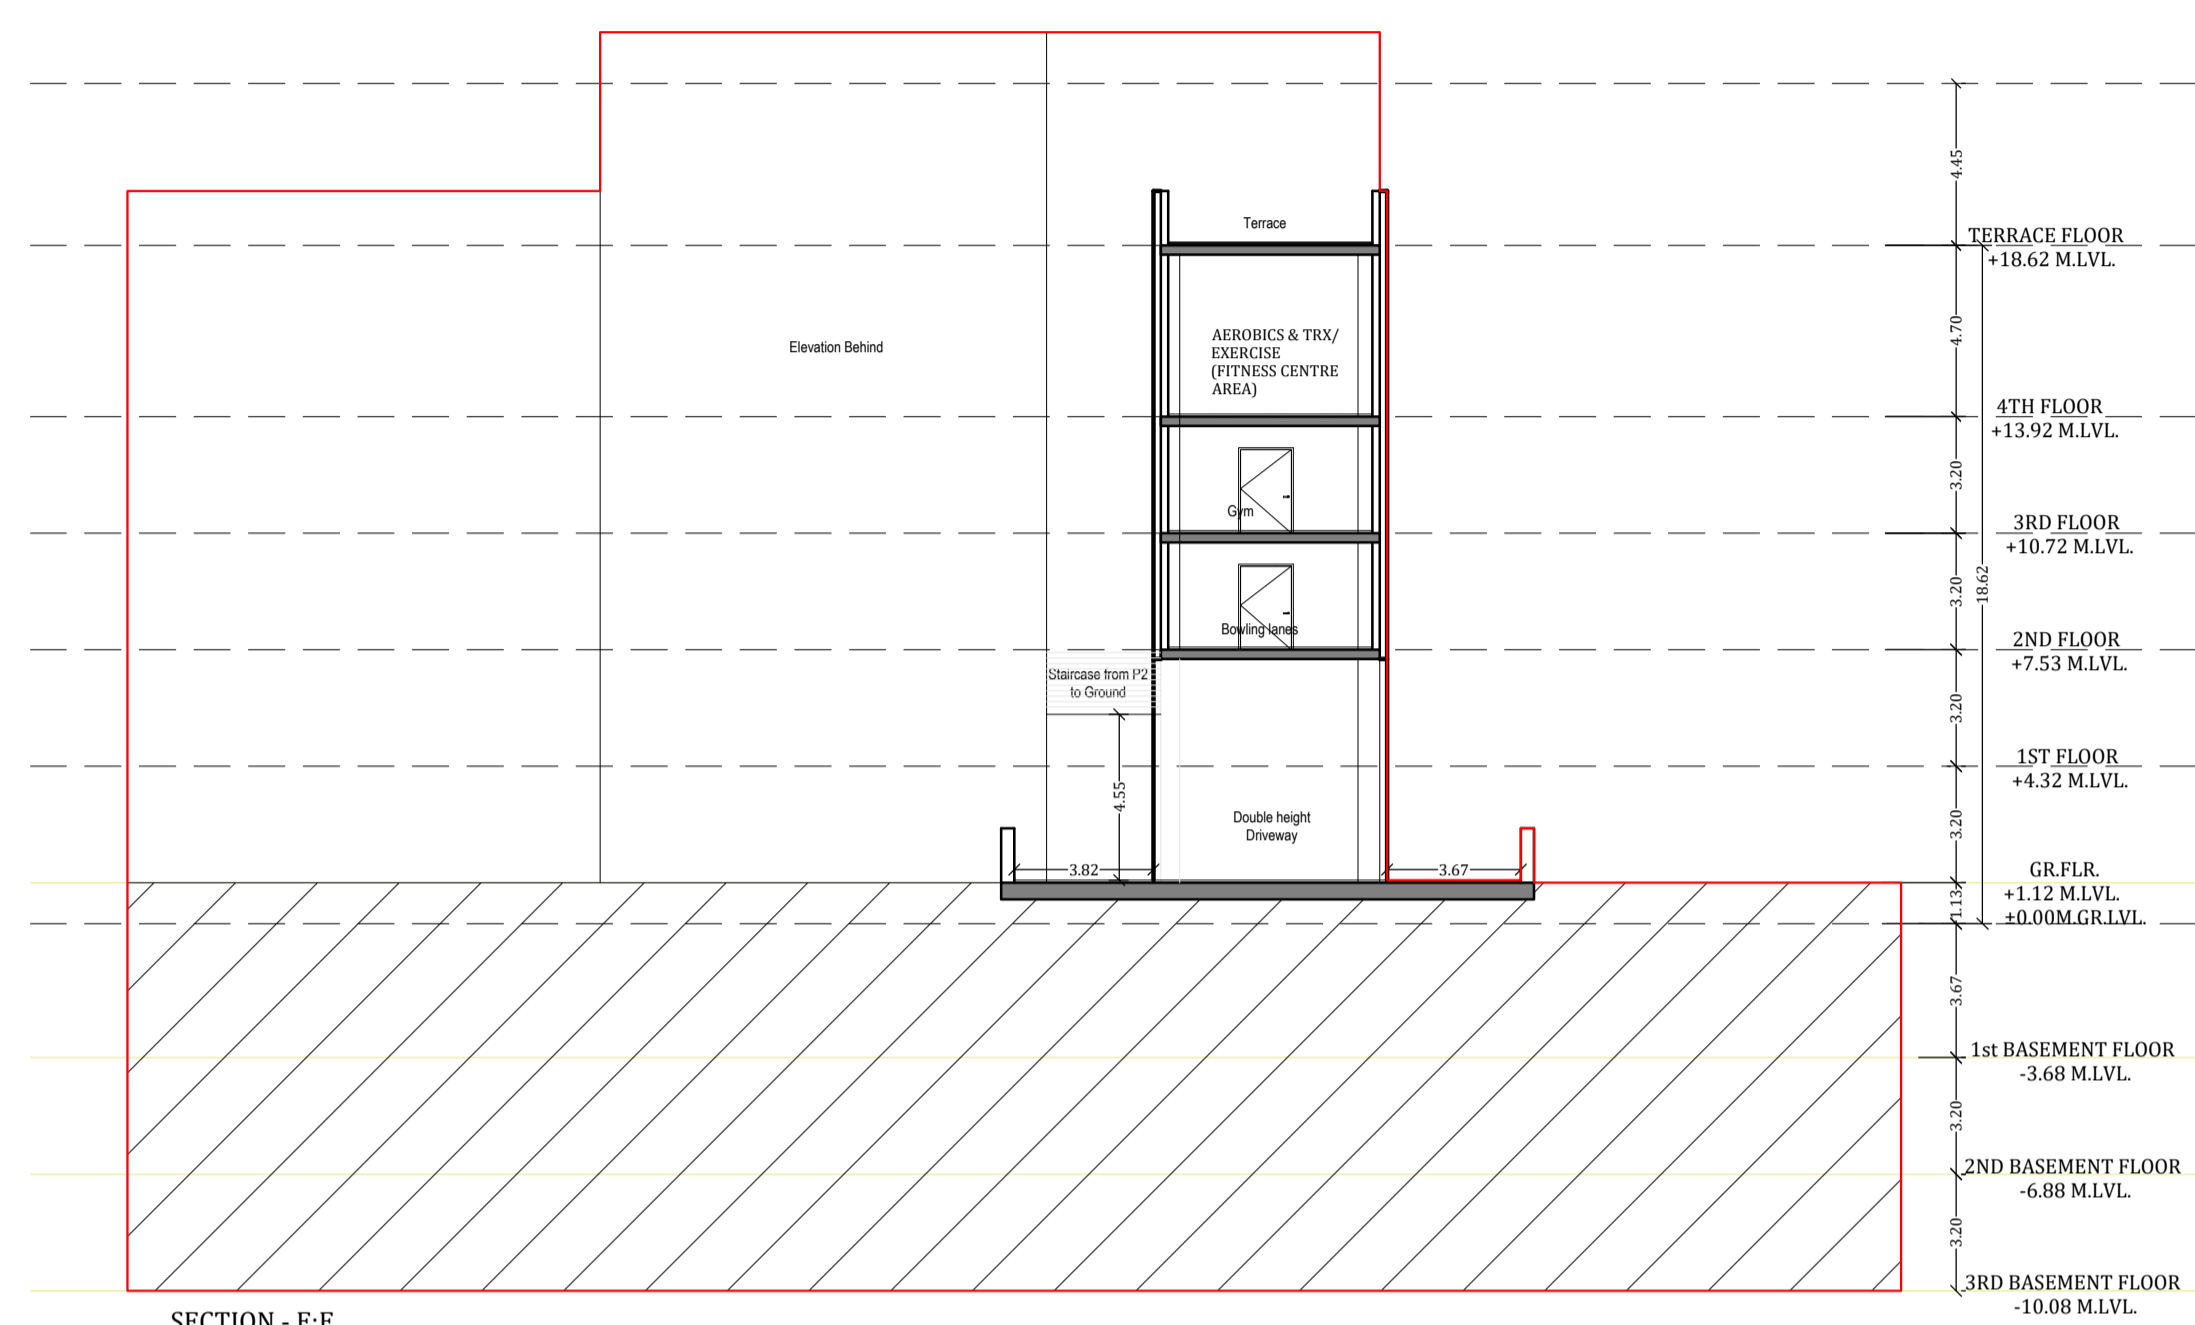 4.45
Terrace
TERRACE FLOOR
+18.62 M.LVL.
Elevation Behind
AEROBICS & TRX/
EXERCISE
(FITNESS CENTRE
AREA)
4.70
4TH FLOOR
+13.92 M.LVL.
3.20
Gym
3RD FLOOR
+10.72 M.LVL.
3.20
18.62
Bowling lanes
2ND FLOOR
+7.53 M.LVL.
Staircase from P2
to Ground
3.20
1ST FLOOR
+4.32 M.LVL.
4.55
Double height
Driveway
3.20
3.82
3.67
GR.FLR.
+1.12 M.LVL.
1.13
±0.00M.GR.LVL.
3.67
1st BASEMENT FLOOR
-3.68 M.LVL.
3.20
2ND BASEMENT FLOOR
-6.88 M.LVL.
3.20
3RD BASEMENT FLOOR
-10.08 M.LVL.
SECTION -